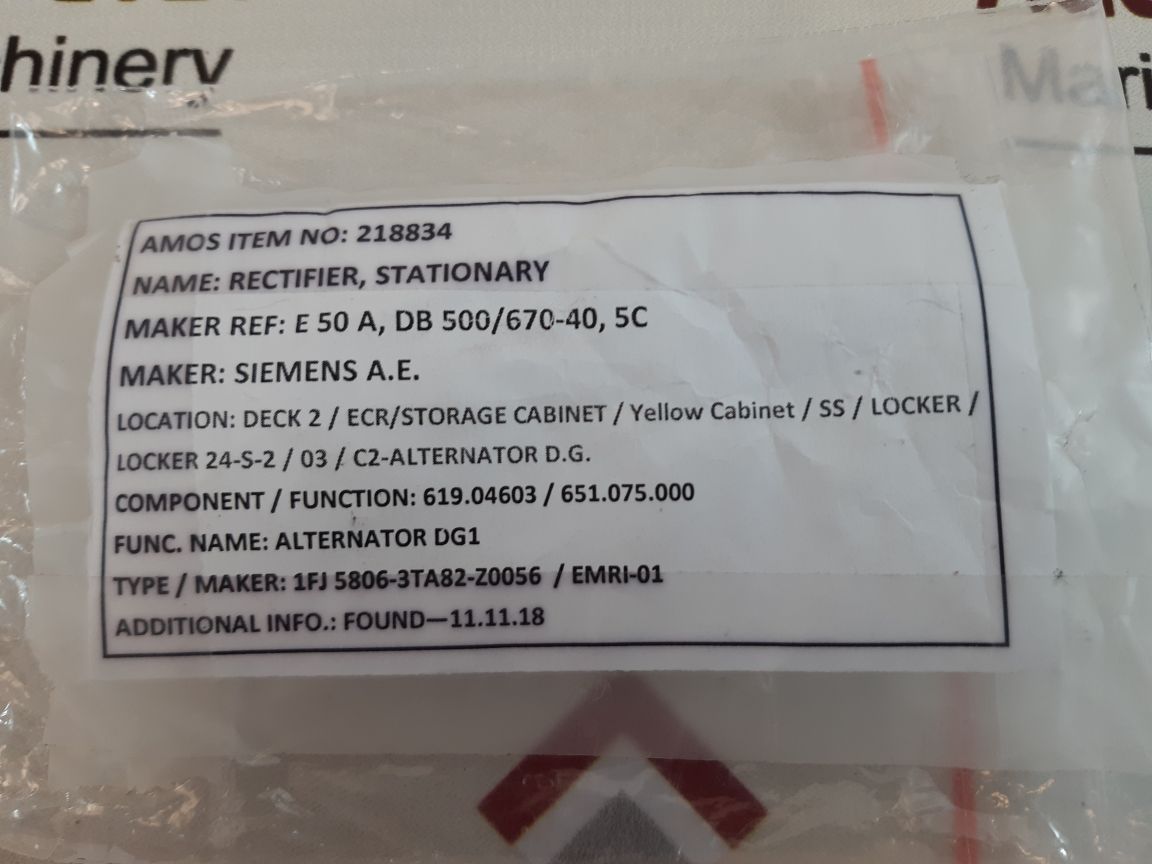 hinery
Mari
AMOS ITEM NO: 218834
NAME: RECTIFIER, STATIONARY
MAKER REF: E 50 A, DB 500/670-40, 5C
MAKER: SIEMENS A.E.
LOCATION: DECK 2 / ECR/STORAGE CABINET / Yellow Cabinet / SS / LOCKER /
LOCKER 24-S-2 / 03 / C2-ALTERNATOR D.G.
COMPONENT / FUNCTION: 619.04603 / 651.075.000
FUNC. NAME: ALTERNATOR DG1
TYPE / MAKER: 1FJ 5806-3TA82-Z0056 / EMRI-01
ADDITIONAL INFO.: FOUND—11.11.18